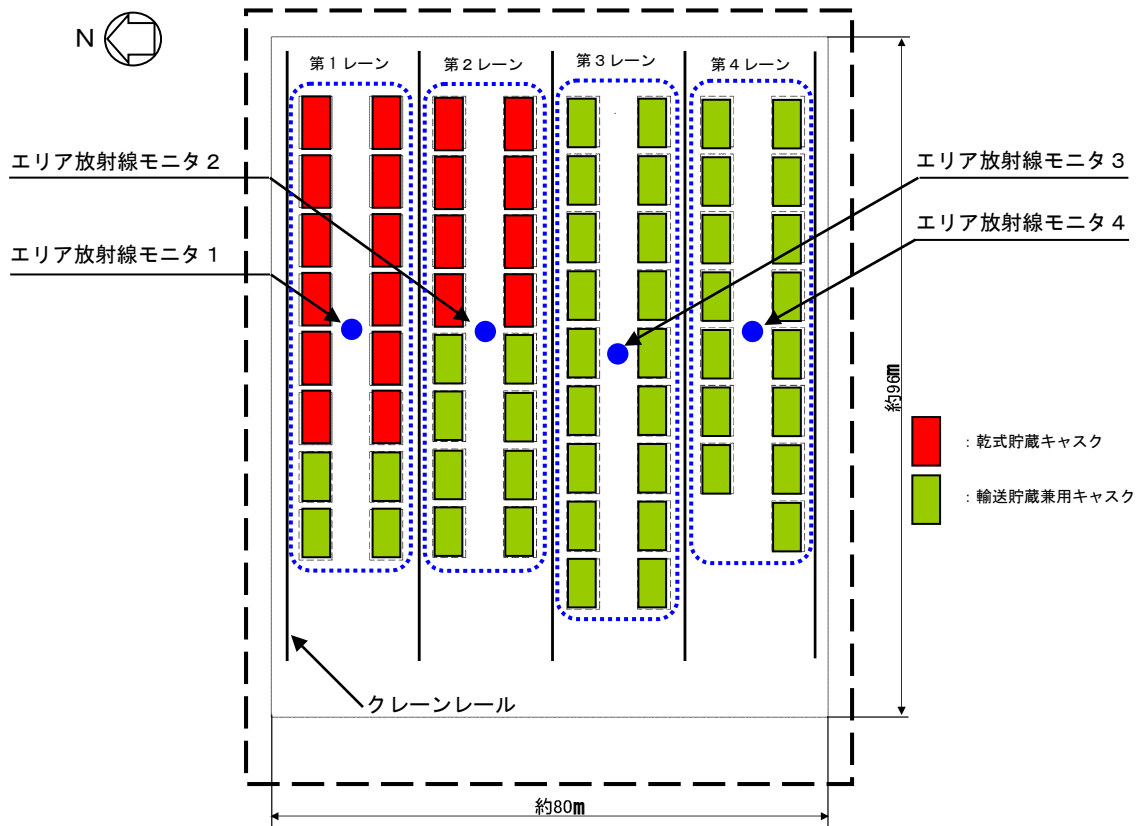 N
第１レーン
第２レーン
第３レーン
第４レーン
エリア放射線モニタ２
エリア放射線モニタ３
エリア放射線モニタ１
エリア放射線モニタ４
約96m
：乾式貯蔵キャスク
：輸送貯蔵兼用キャスク
クレーンレール
約80m